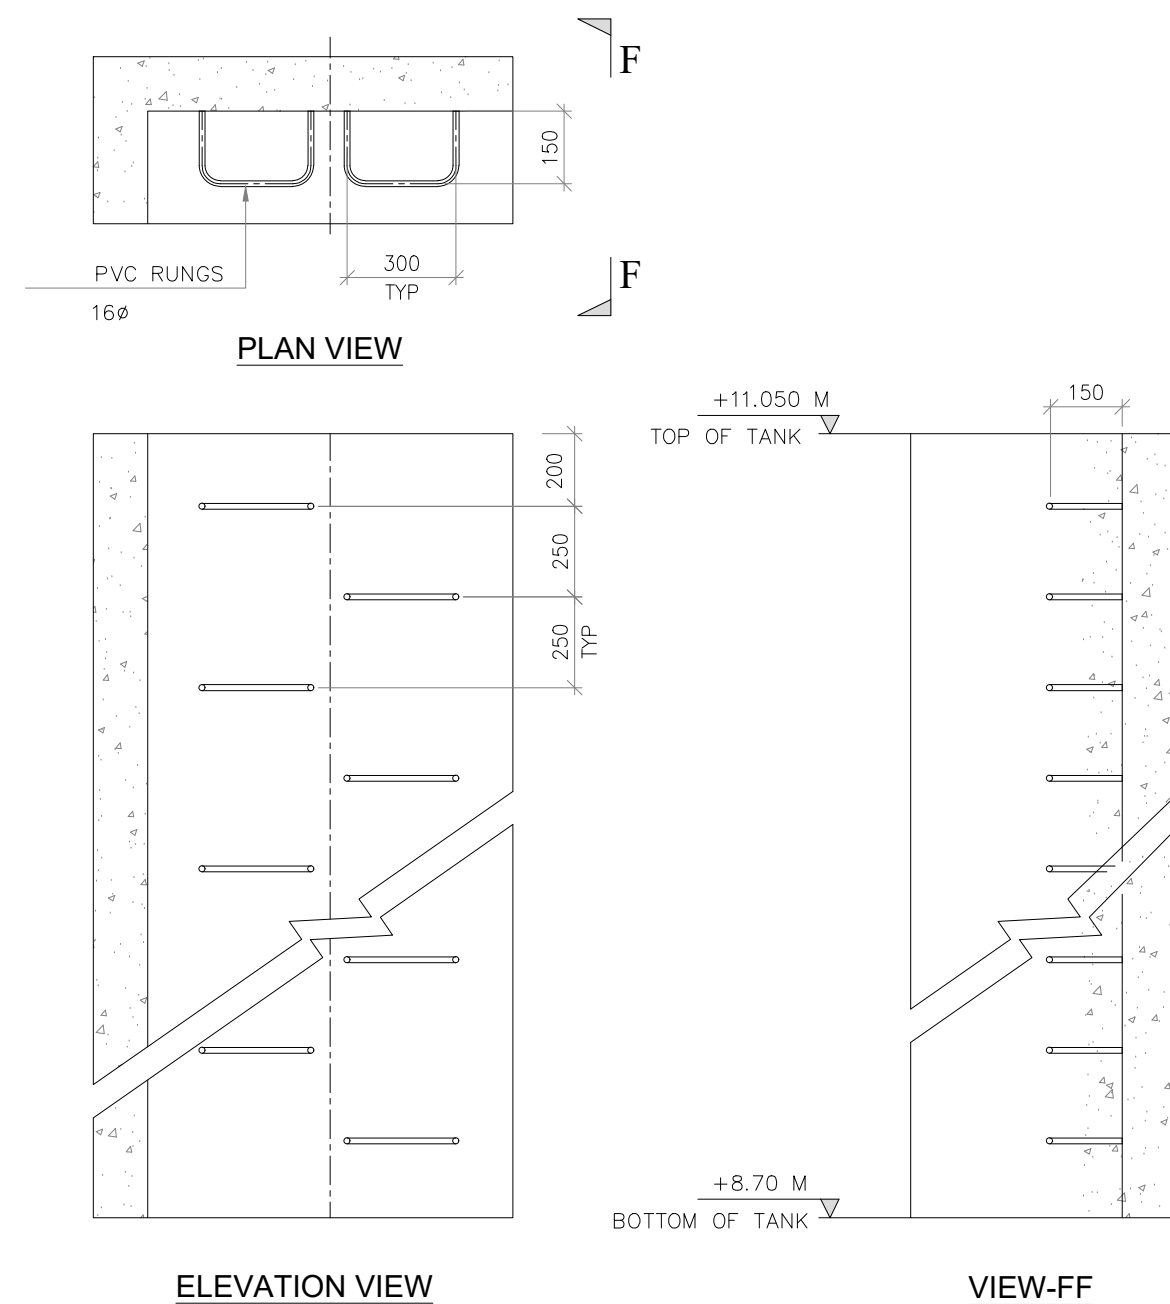 F
150
PVC RUNGS
16ø
300
TYP
F
PLAN VIEW
200
250
250
TYP
ELEVATION VIEW
+11.050 M
TOP OF TANK
150
+8.70 M
BOTTOM OF TANK
VIEW-FF